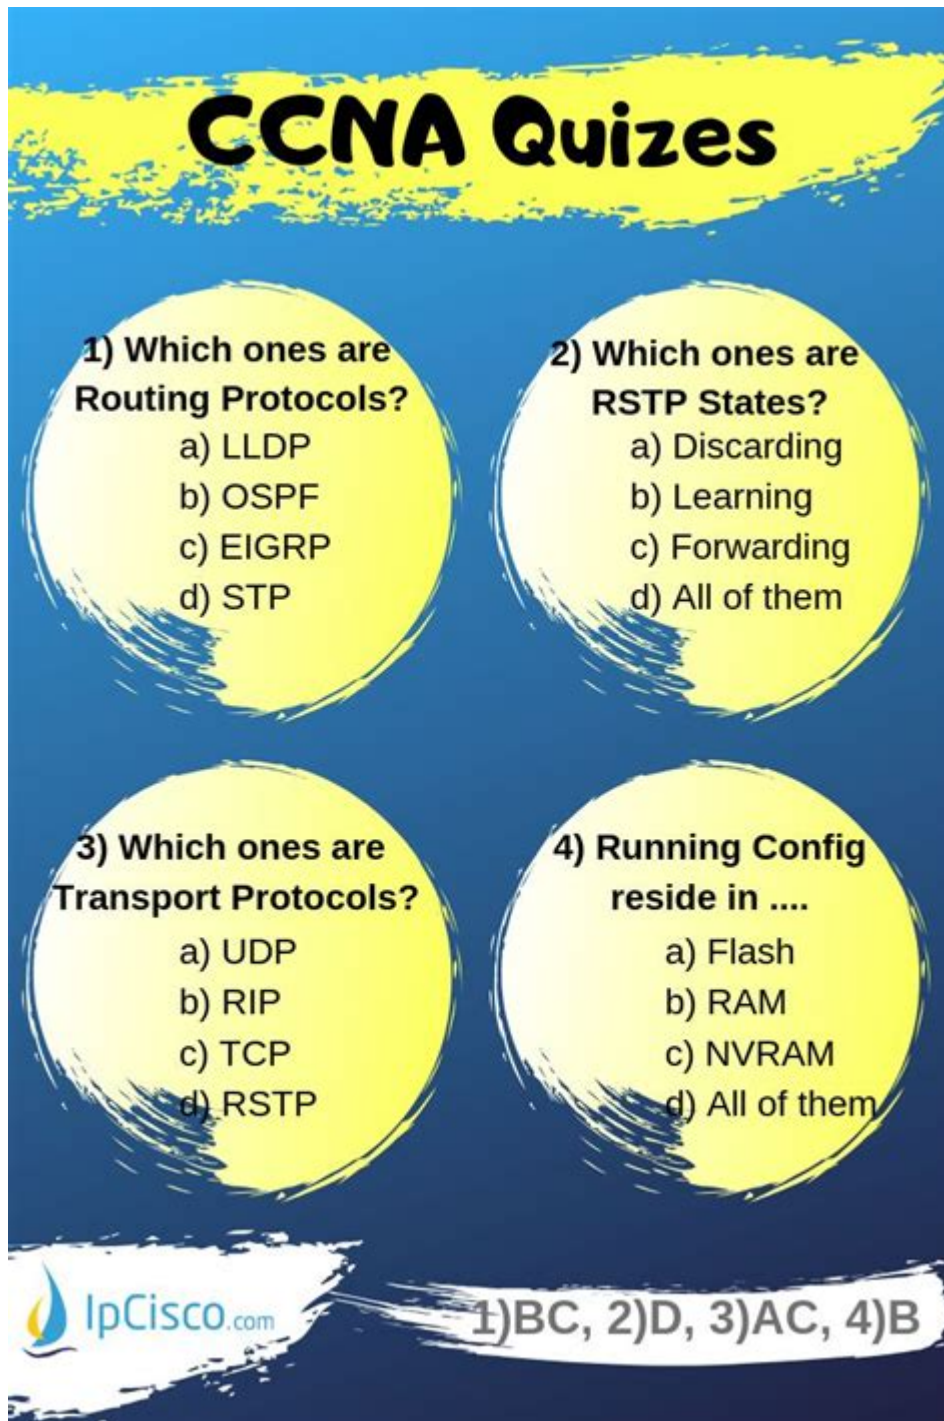 CCNA Quizes
1) Which ones are
Routing Protocols?
a) LLDP
b) OSPF
c) EIGRP
d) STP
2) Which ones are
RSTP States?
a) Discarding
b) Learning
c) Forwarding
d) All of them
3) Which ones are
Transport Protocols?
a) UDP
b) RIP
c) TCP
d) RSTP
4) Running Config
reside in ....
a) Flash
b) RAM
c) NVRAM
d) All of them
IpCisco.com
1)BC, 2)D, 3)AC, 4)B